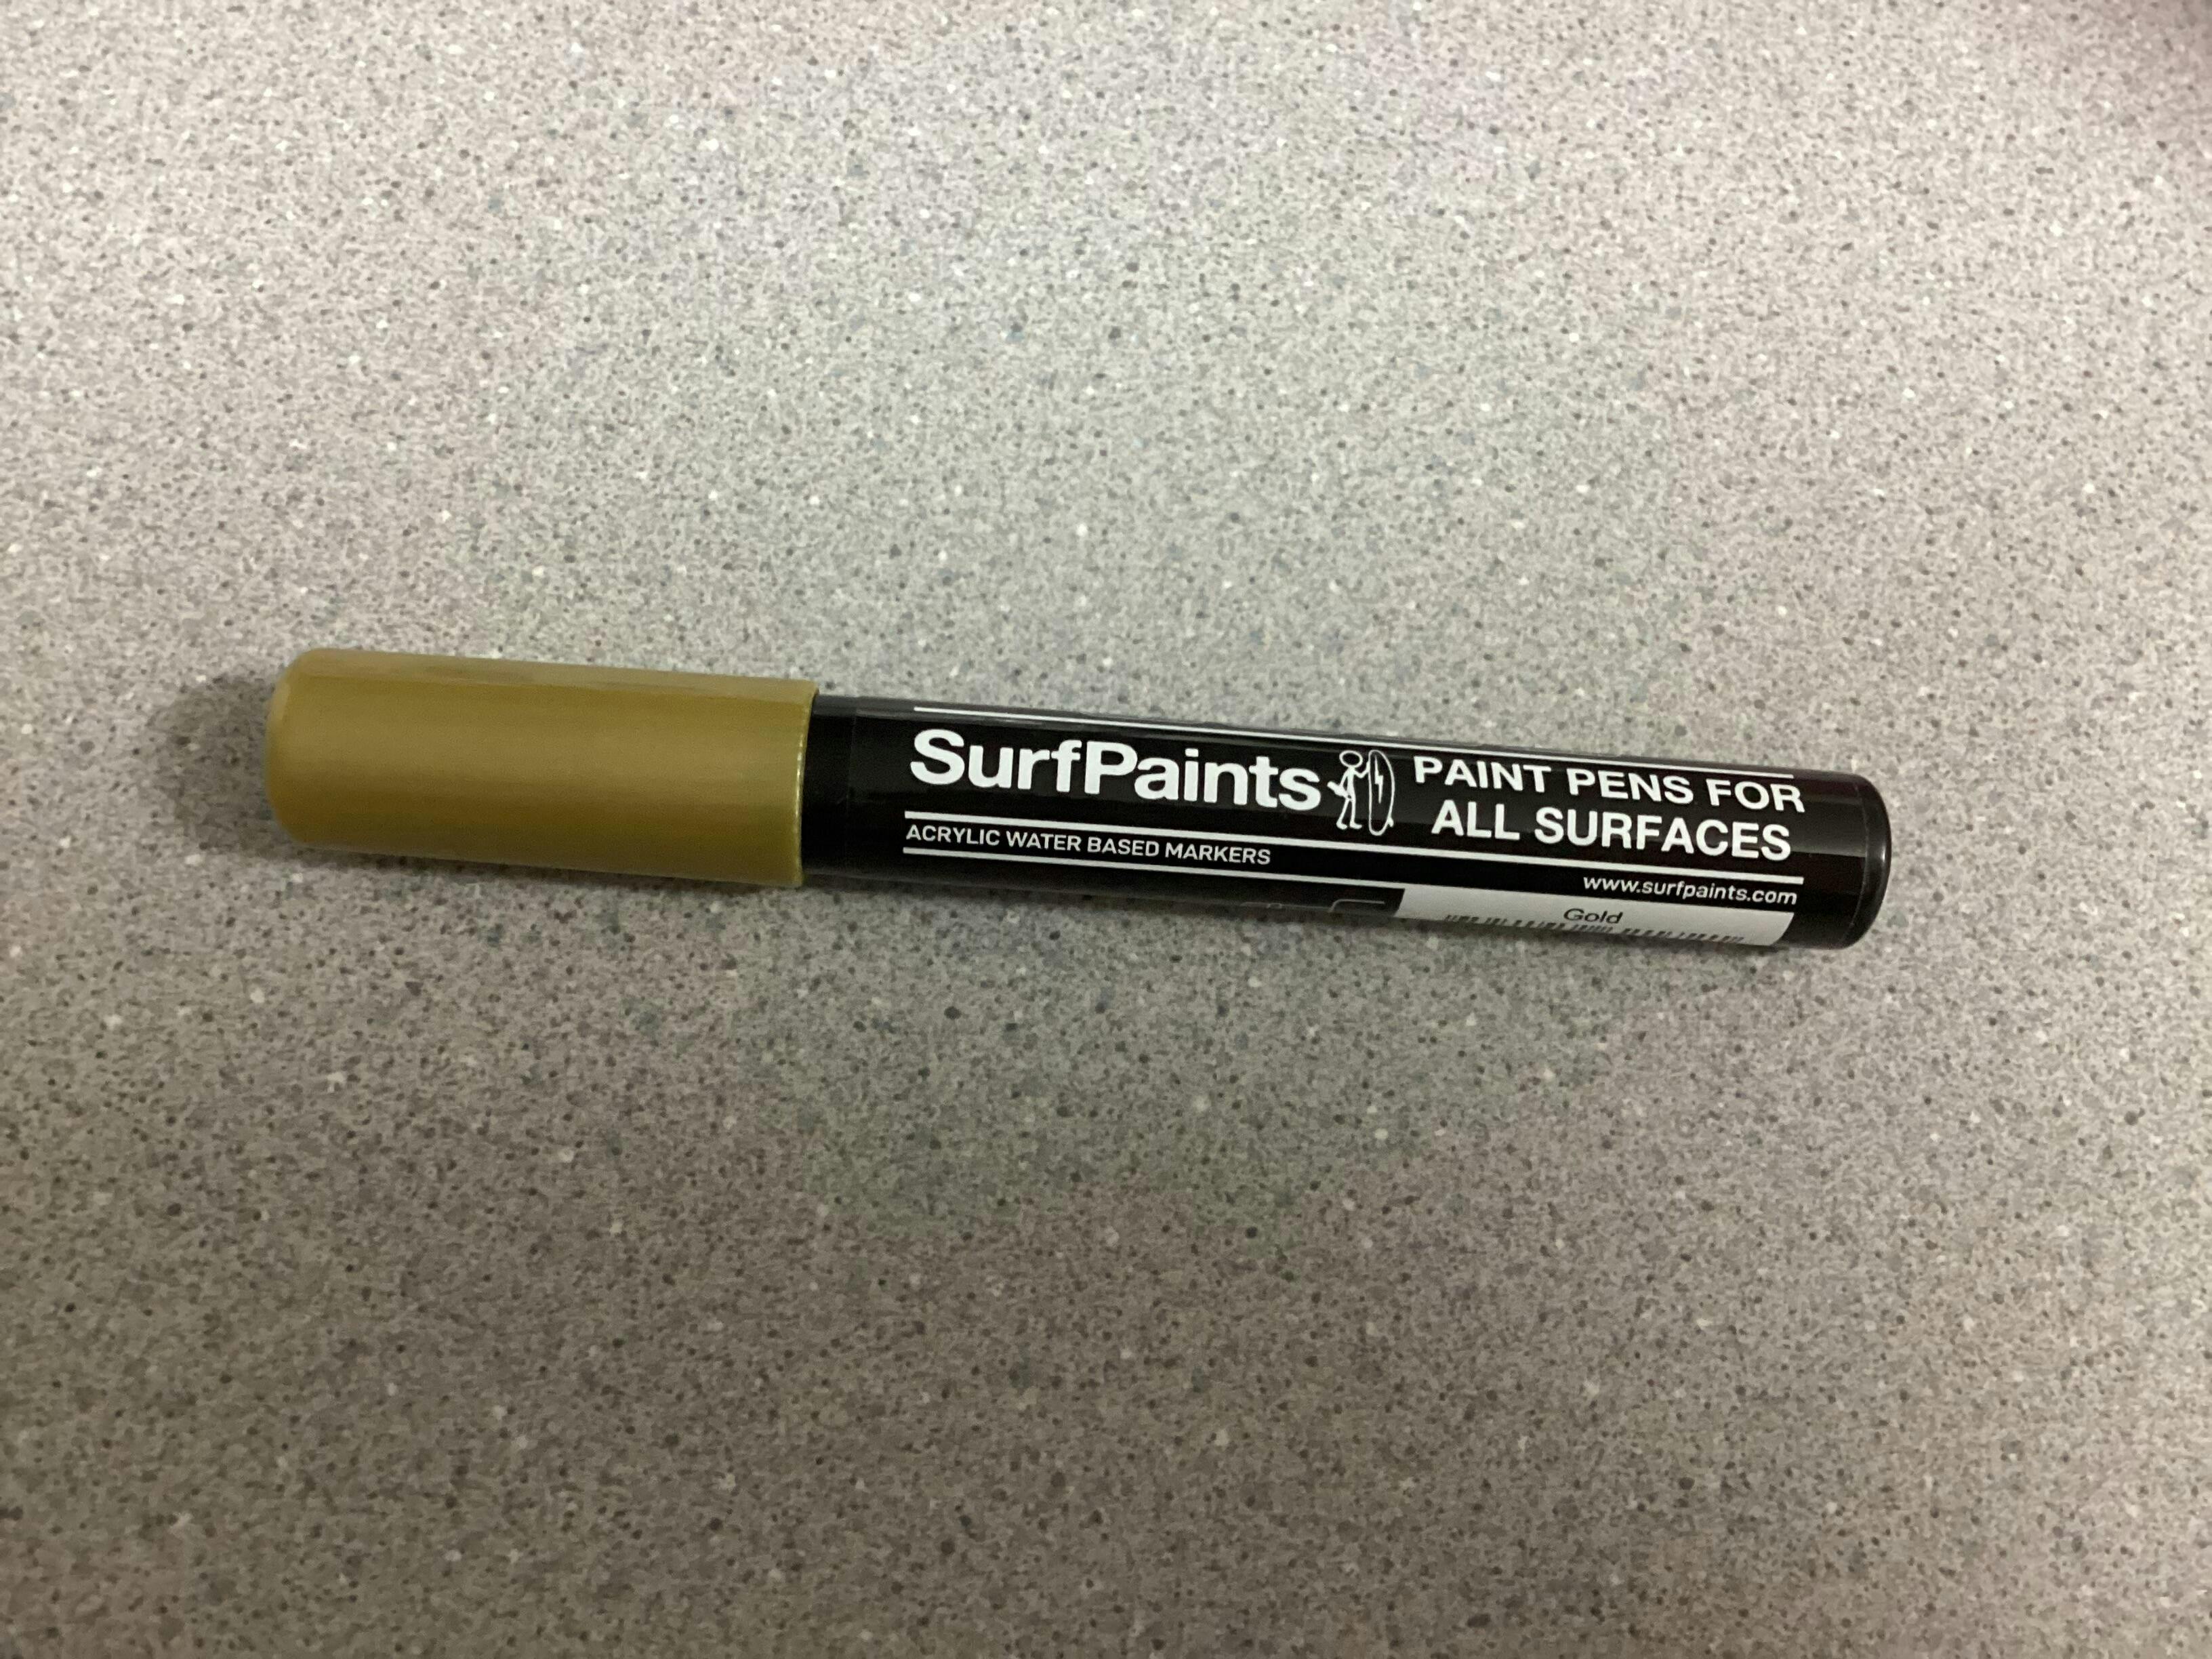 SurfPaints
PAINT PENS FOR
ALL SURFACES
ACRYLIC WATER BASED MARKERS
www.surfpaints.com
Gold